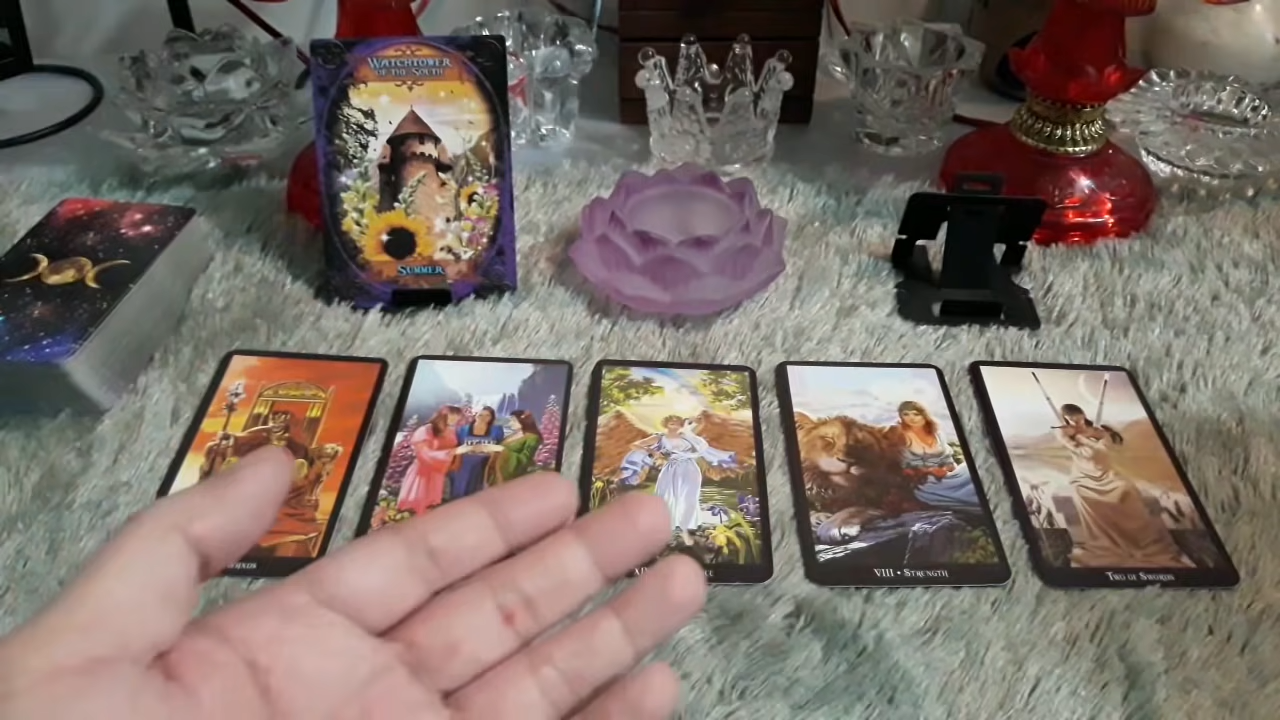 WATCHTOWER
OF THE SOUTH
SUMMER
VIII • STRENGTH
TWO OF SWORDS